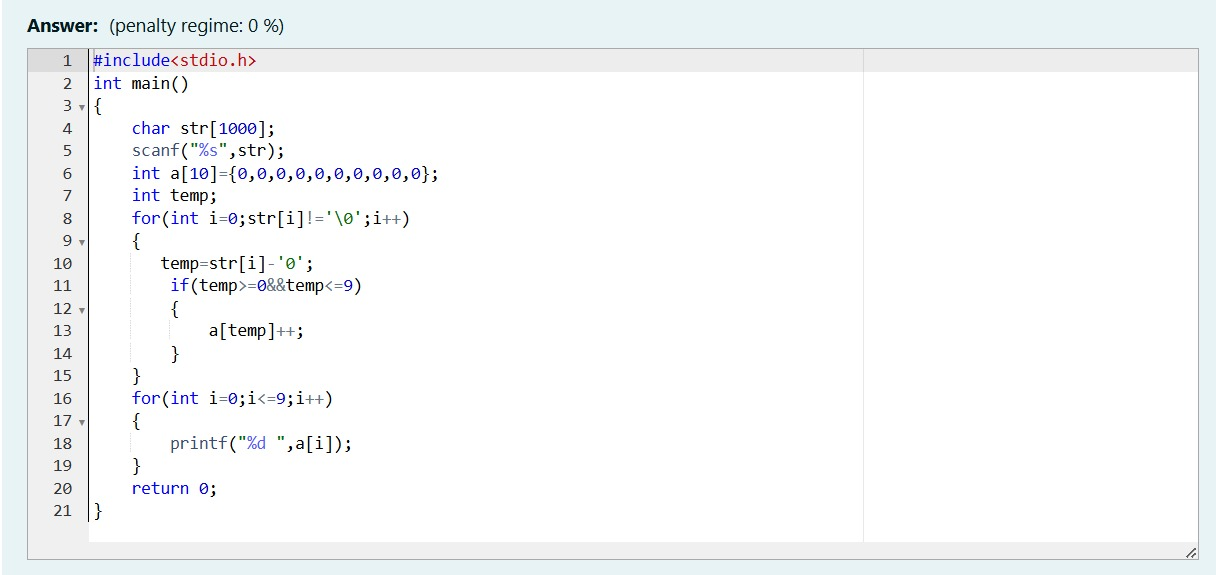 Answer: (penalty regime: 0 %)
1 #include<stdio.h>
2 int main()
3 {
4     char str[1000];
5     scanf("%s",str);
6     int a[10]={0,0,0,0,0,0,0,0,0,0};
7     int temp;
8     for(int i=0;str[i]!='\0';i++)
9     {
10        temp=str[i]-'0';
11         if(temp>=0&&temp<=9)
12         {
13             a[temp]++;
14         }
15     }
16     for(int i=0;i<=9;i++)
17     {
18         printf("%d ",a[i]);
19     }
20     return 0;
21 }